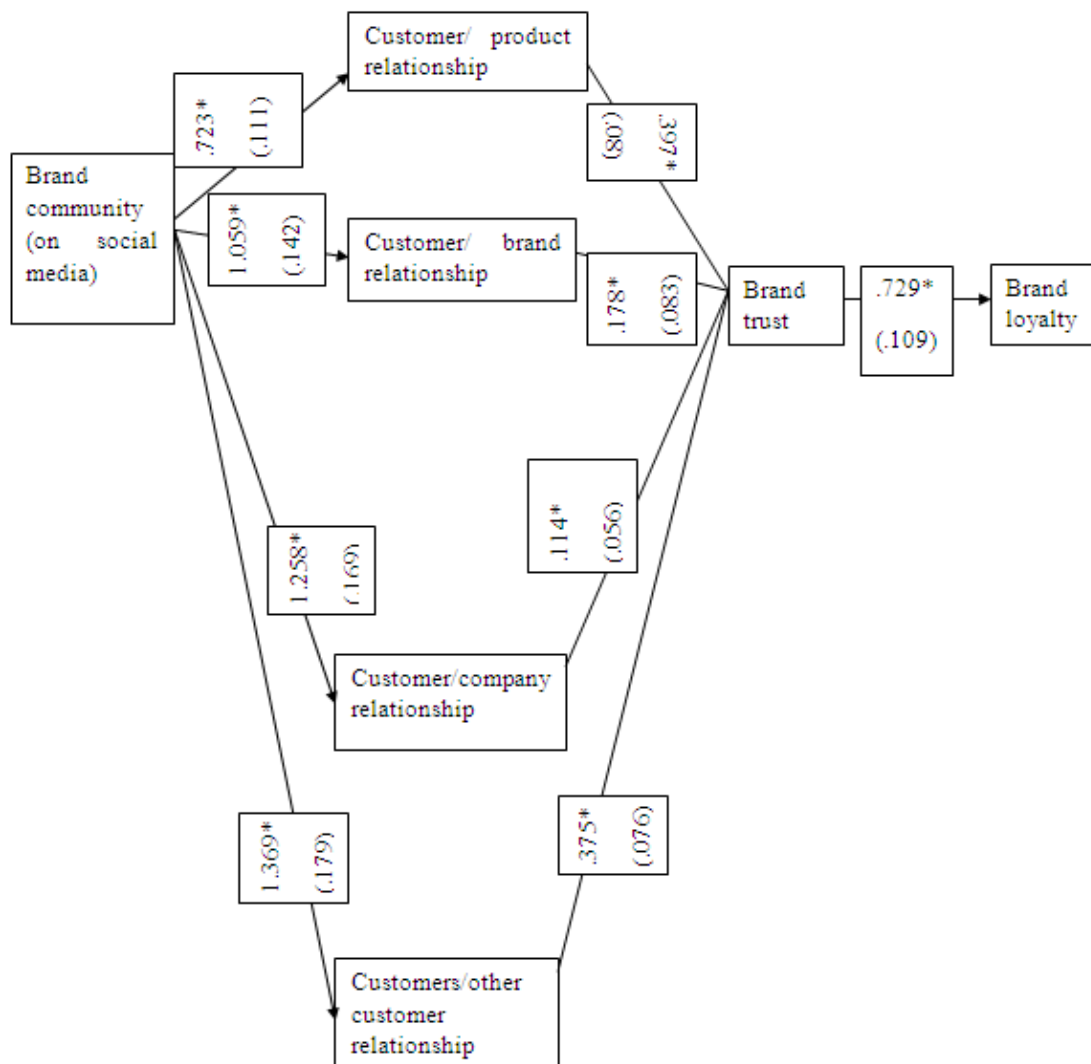 Customer/ product
relationship
.723*
(.111)
.397*
(.08)
Brand
community
(on social
media)
1.059*
(.142)
Customer/ brand
relationship
.178*
(.083)
Brand
trust
.729*
(.109)
Brand
loyalty
1.258*
(.169)
.114*
(.056)
Customer/company
relationship
1.369*
(.179)
.375*
(.076)
Customers/other
customer
relationship